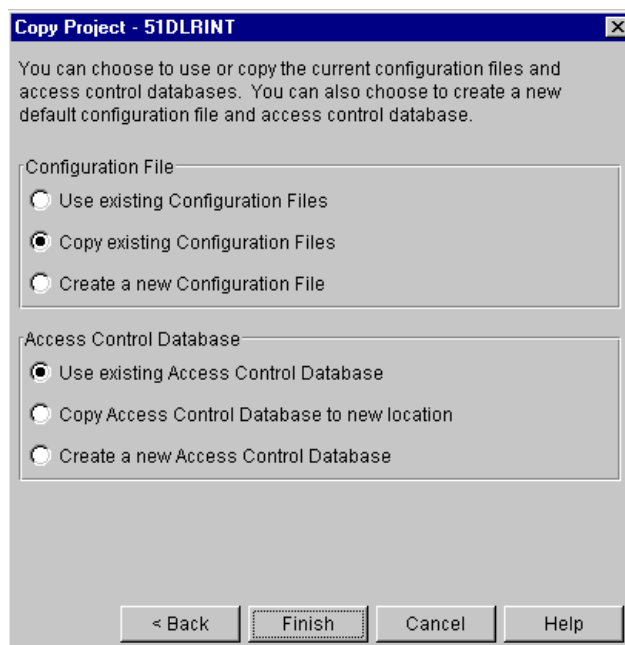 Copy Project - 51DLRINT
You can choose to use or copy the current configuration files and
access control databases. You can also choose to create a new
default configuration file and access control database.
Configuration File
Use existing Configuration Files
Copy existing Configuration Files
Create a new Configuration File
Access Control Database
Use existing Access Control Database
Copy Access Control Database to new location
Create a new Access Control Database
< Back Finish Cancel Help